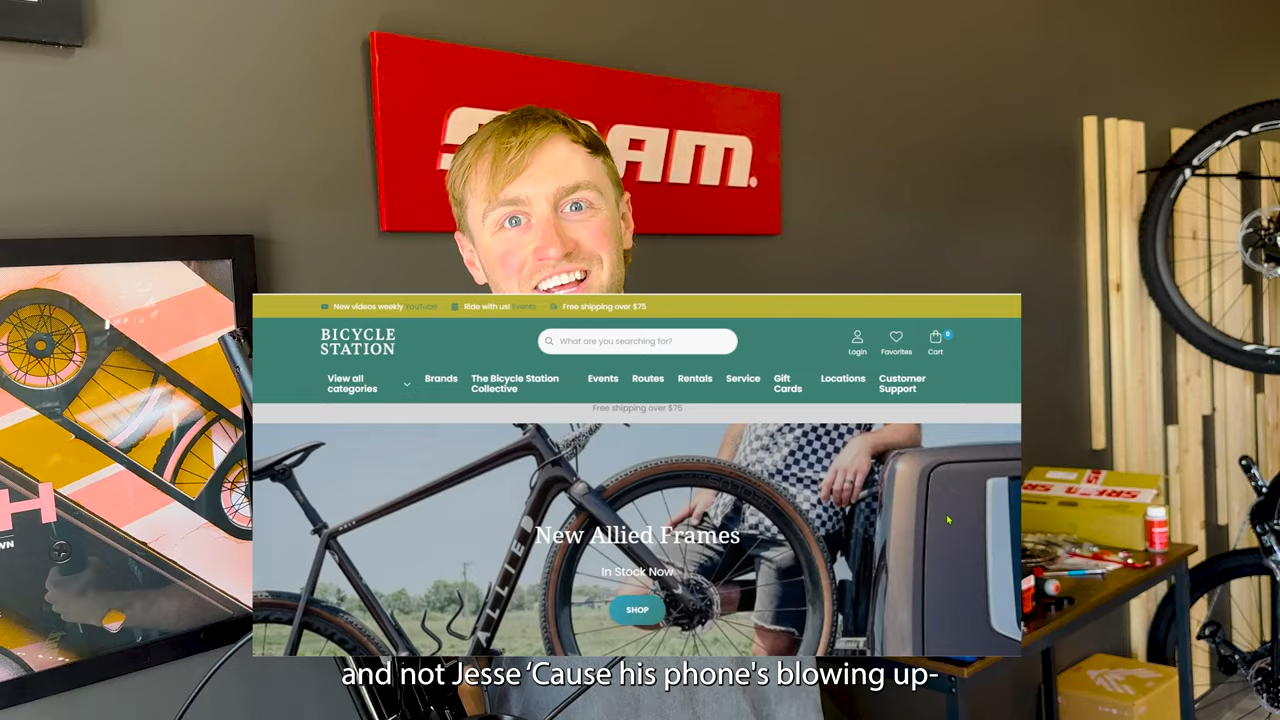 SRAM
New videos weekly YouTube
Ride with us! Events
Free shipping over $75
BICYCLE
STATION
What are you searching for?
Login
Favorites
Cart
0
View all
categories
Brands
The Bicycle Station
Collective
Events
Routes
Rentals
Service
Gift
Cards
Locations
Customer
Support
Free shipping over $75
New Allied Frames
In Stock Now
SHOP
ALLIED
and not Jesse ‘Cause his phone's blowing up-